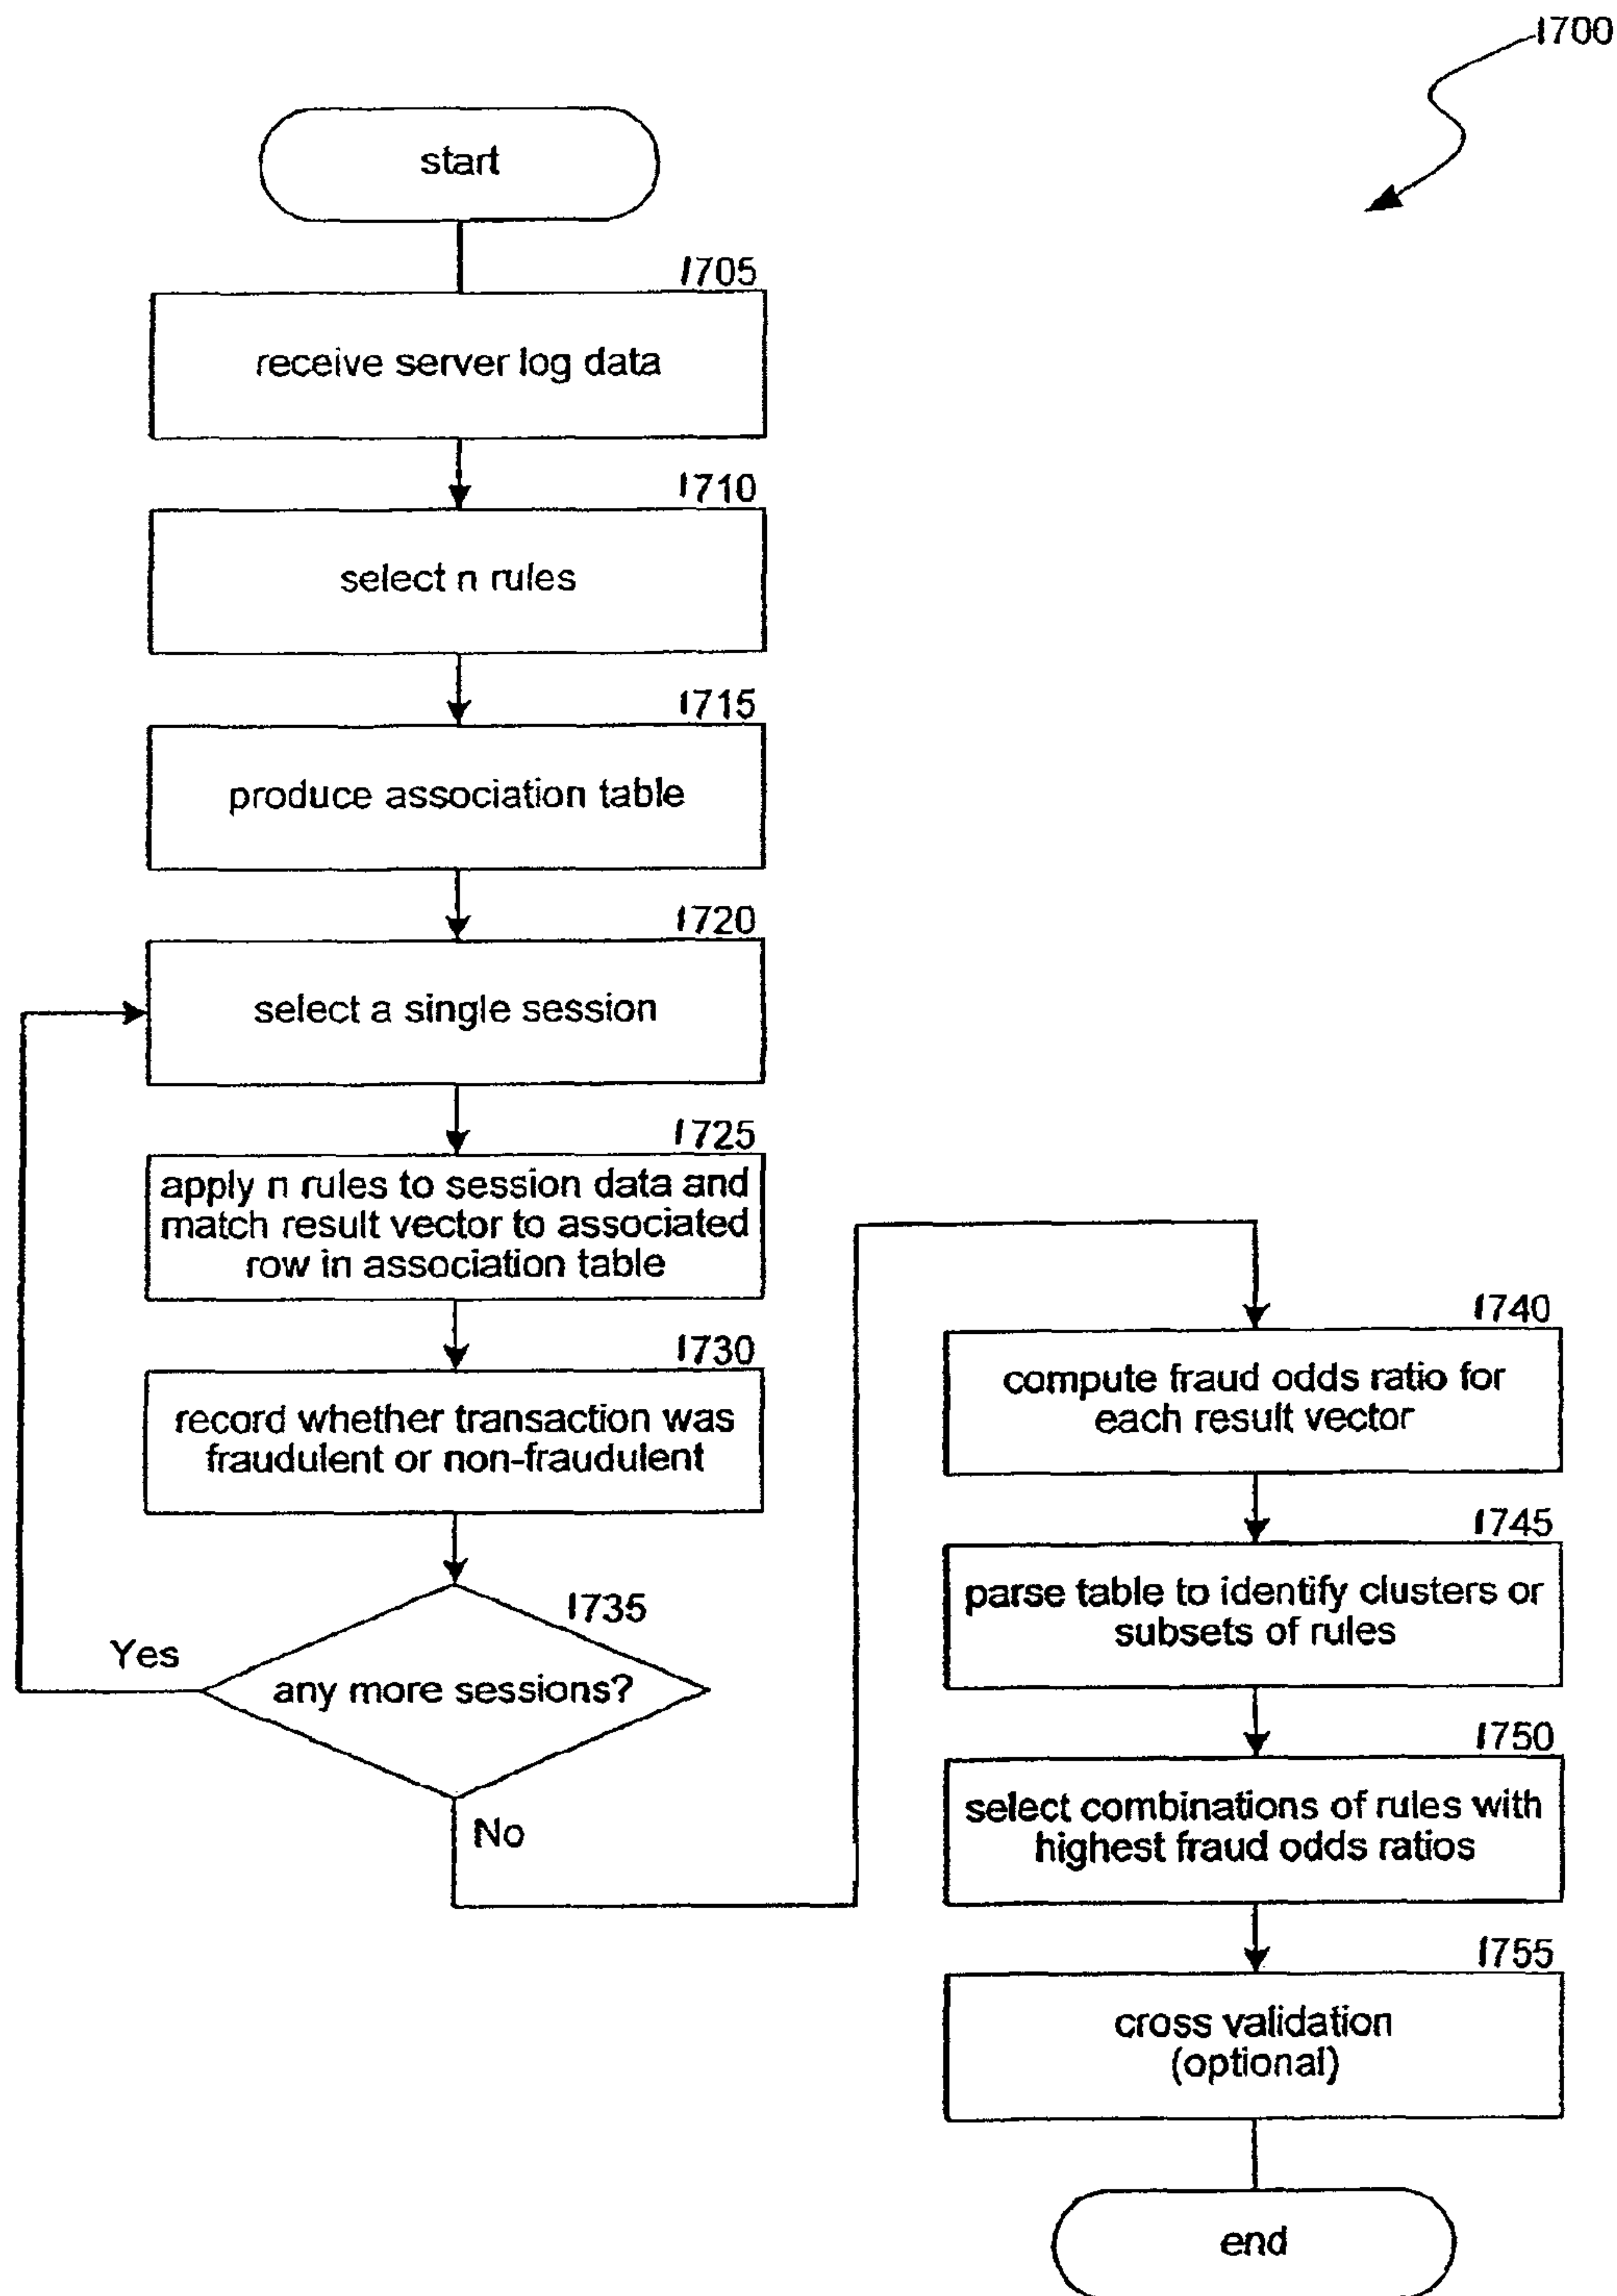 1700
start
1705
receive server log data
1710
select n rules
1715
produce association table
1720
select a single session
1725
apply n rules to session data and
match result vector to associated
row in association table
1730
record whether transaction was
fraudulent or non-fraudulent
1735
Yes
any more sessions?
No
1740
compute fraud odds ratio for
each result vector
1745
parse table to identify clusters or
subsets of rules
1750
select combinations of rules with
highest fraud odds ratios
1755
cross validation
(optional)
end